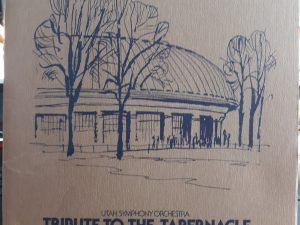 UTAH SYMPHONY ORCHESTRA
TRIBUTE TO THE TABERNACLE